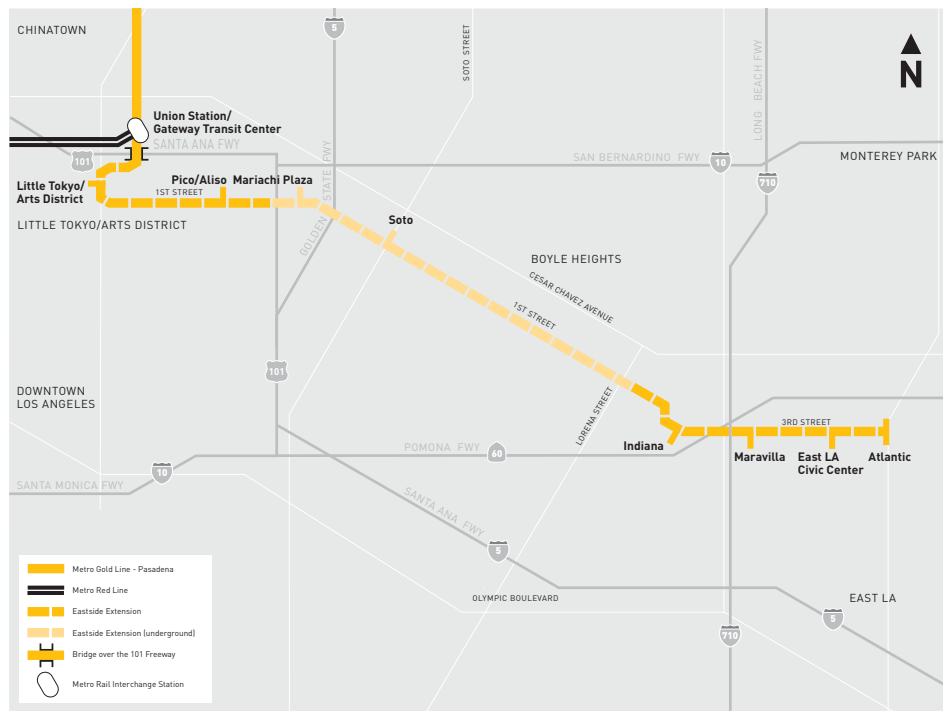 CHINATOWN
5
SOTO STREET
LONG BEACH FWY
N
Union Station/
Gateway Transit Center
SANTA ANA FWY
101
SAN BERNARDINO FWY
10
MONTEREY PARK
710
Little Tokyo/
Arts District
Pico/Aliso
Mariachi Plaza
1ST STREET
GOLDEN STATE FWY
LITTLE TOKYO/ARTS DISTRICT
Soto
BOYLE HEIGHTS
CESAR CHAVEZ AVENUE
1ST STREET
101
DOWNTOWN
LOS ANGELES
LORENA STREET
3RD STREET
Indiana
POMONA FWY
60
Maravilla
East LA
Civic Center
Atlantic
10
SANTA MONICA FWY
SANTA ANA FWY
5
Metro Gold Line - Pasadena
Metro Red Line
Eastside Extension
Eastside Extension (underground)
Bridge over the 101 Freeway
Metro Rail Interchange Station
OLYMPIC BOULEVARD
EAST LA
5
710